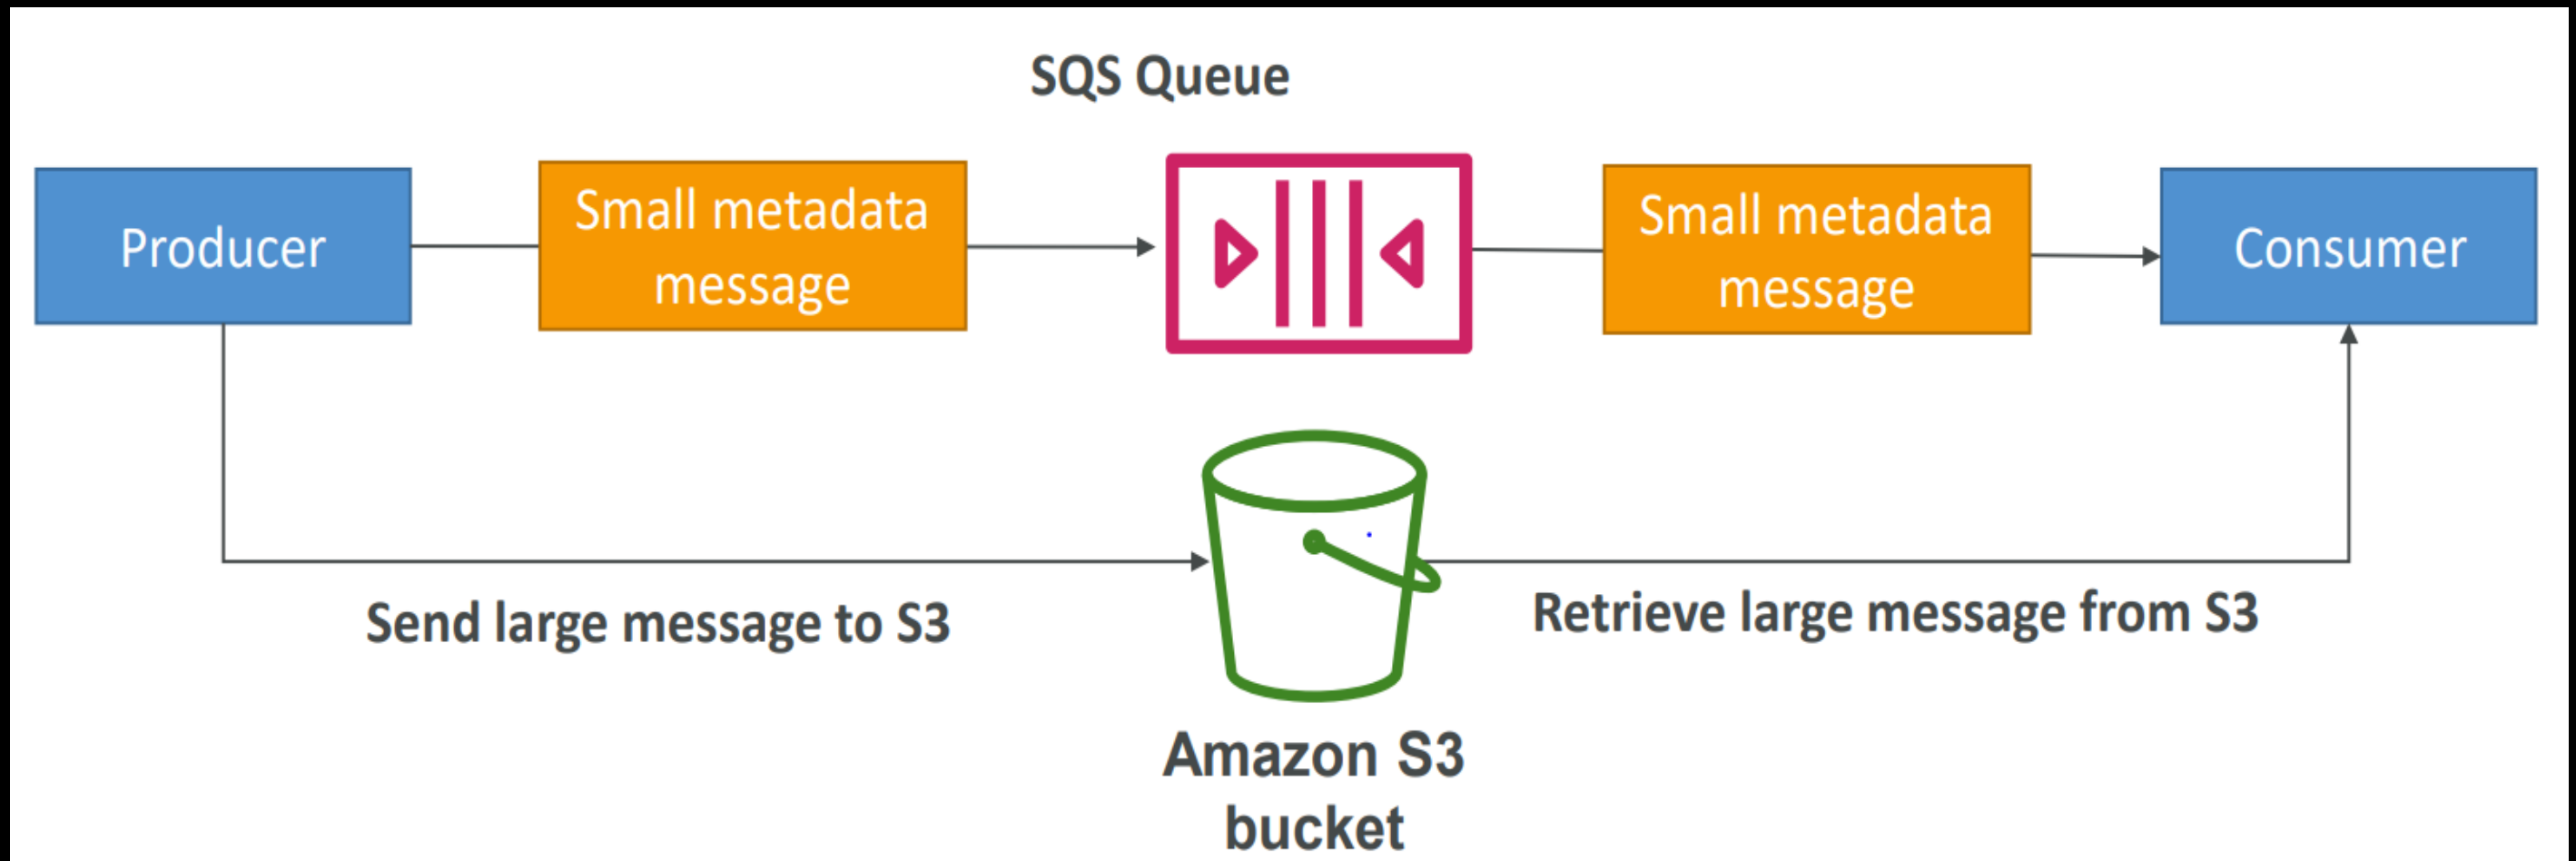 SQS Queue
Producer
Small metadata
message
Small metadata
message
Consumer
Send large message to S3
Retrieve large message from S3
Amazon S3
bucket